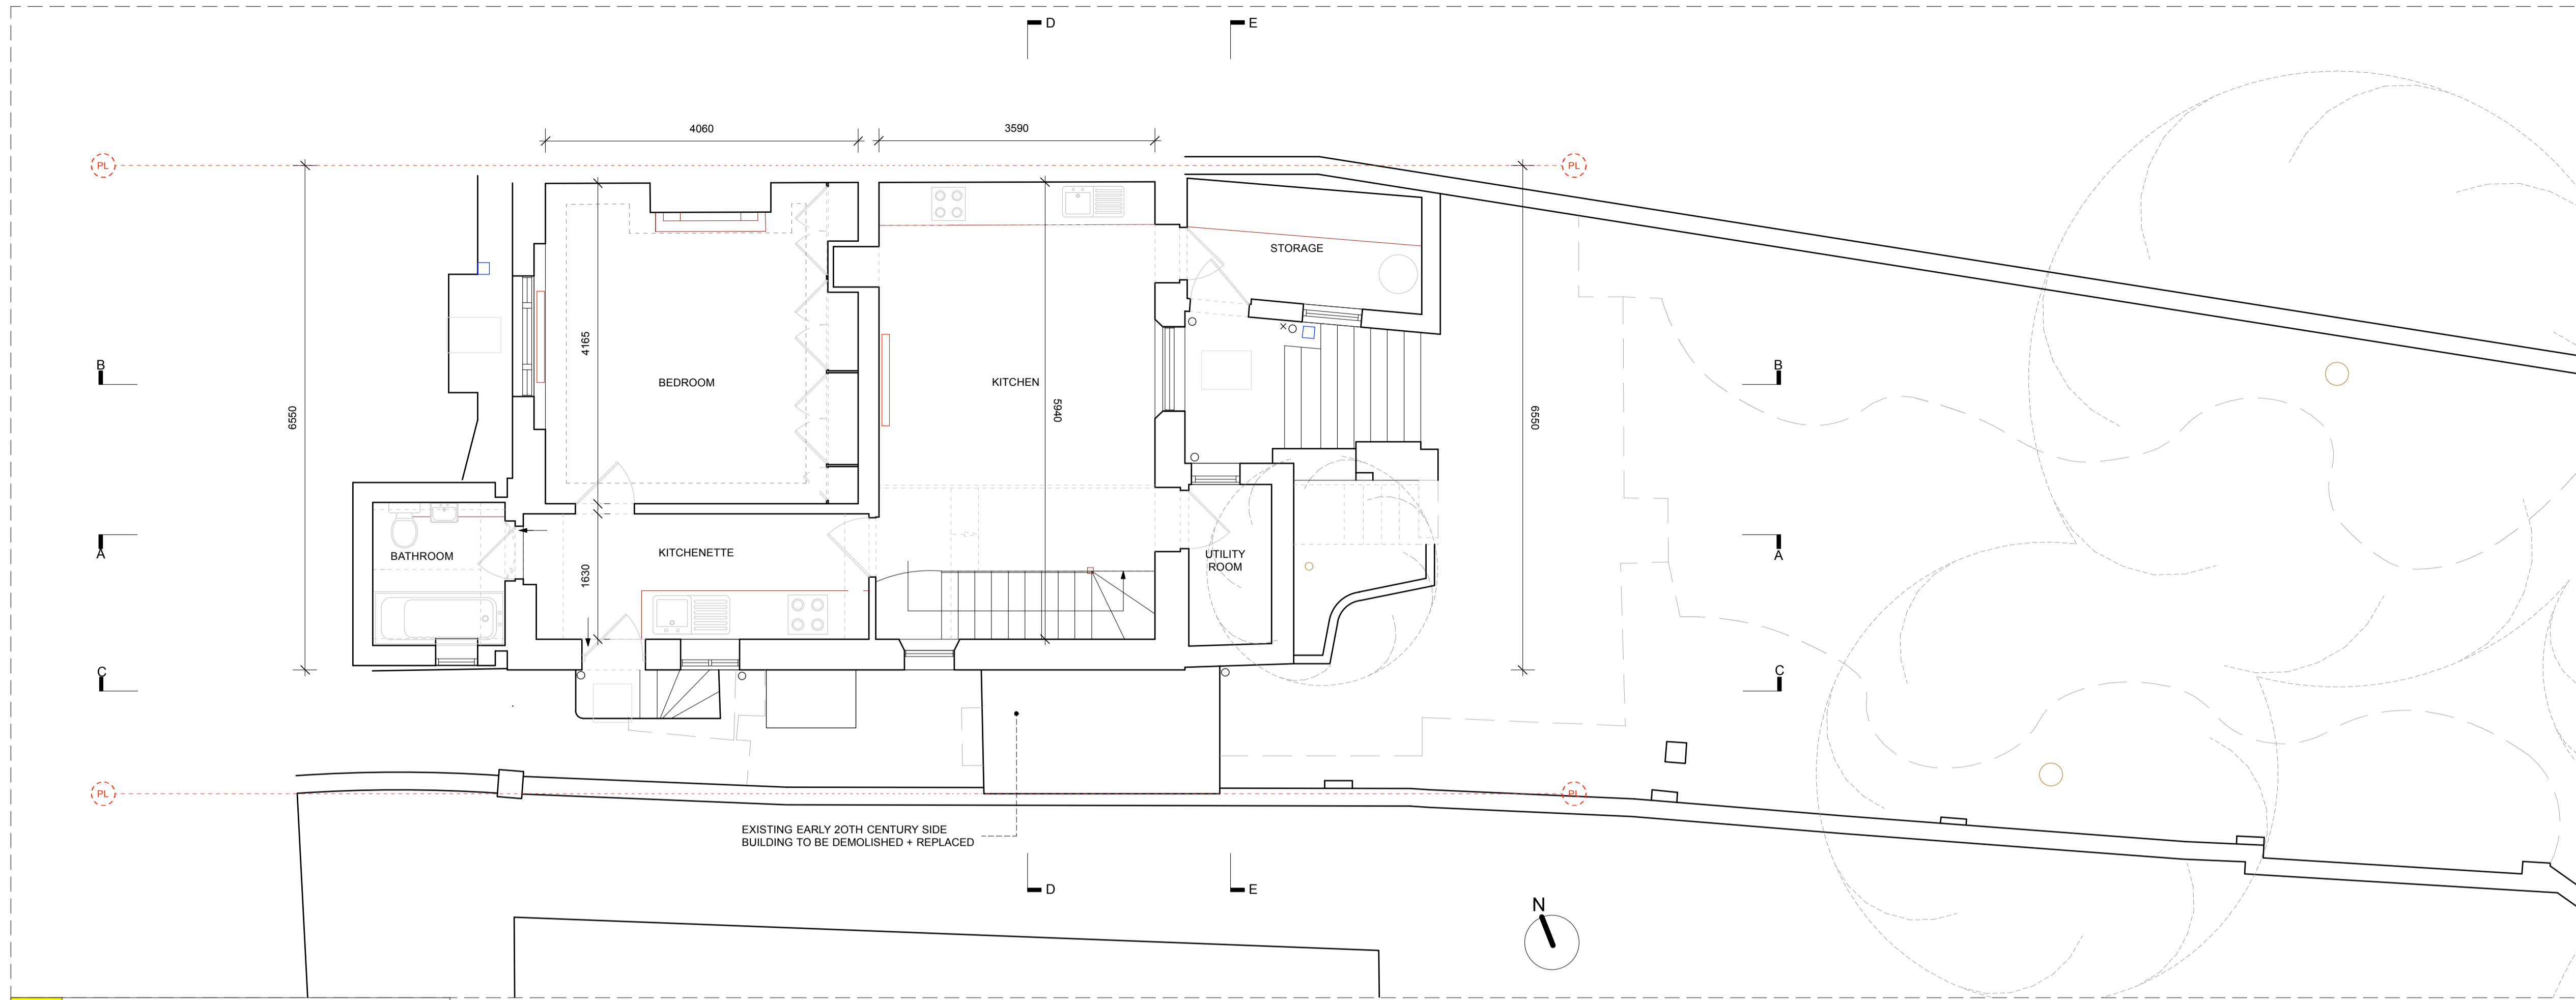 D
E
4060
3590
PL
PL
STORAGE
4165
B
B
BEDROOM
KITCHEN
6550
5940
6550
A
A
BATHROOM
KITCHENETTE
UTILITY
ROOM
1630
C
C
PL
PL
EXISTING EARLY 2OTH CENTURY SIDE
BUILDING TO BE DEMOLISHED + REPLACED
D
E
N